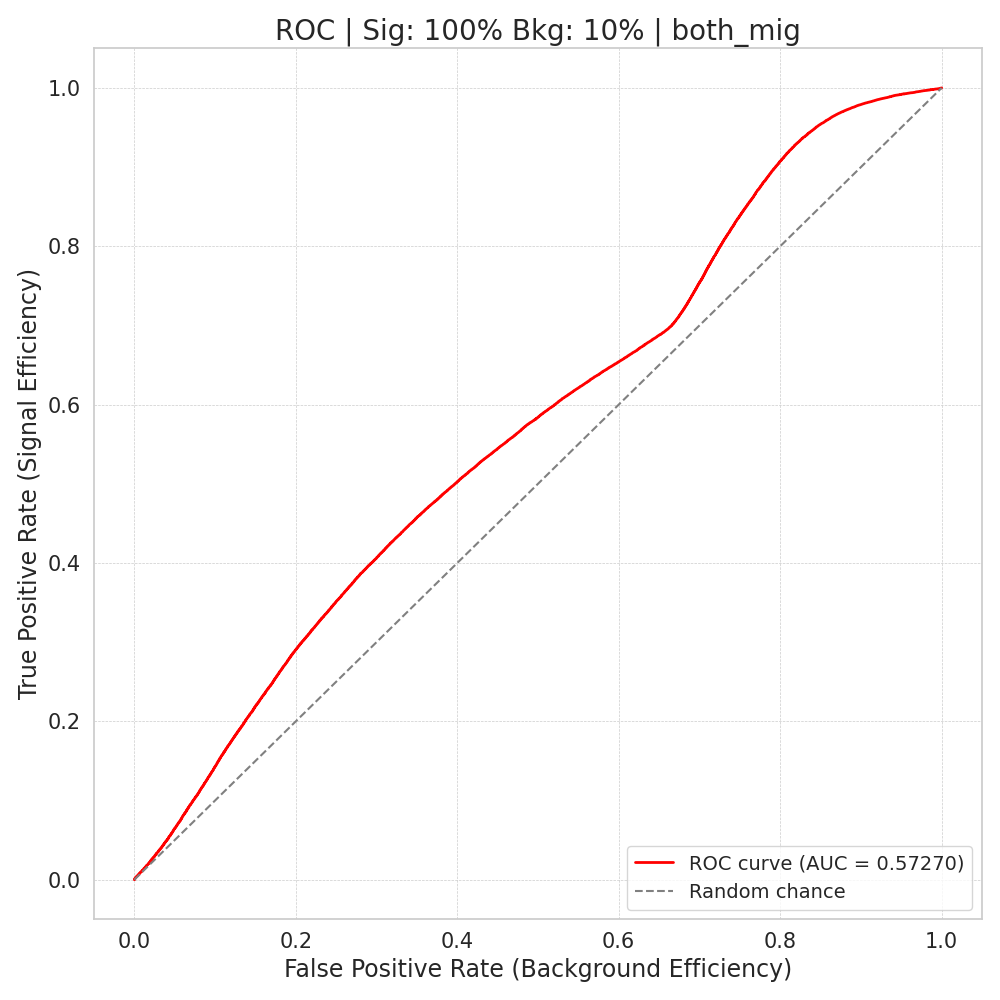 ROC | Sig: 100% Bkg: 10% | both_mig
True Positive Rate (Signal Efficiency)
1.0
0.8
0.6
0.4
0.2
0.0
ROC curve (AUC = 0.57270)
Random chance
0.0 0.2 0.4 0.6 0.8 1.0
False Positive Rate (Background Efficiency)